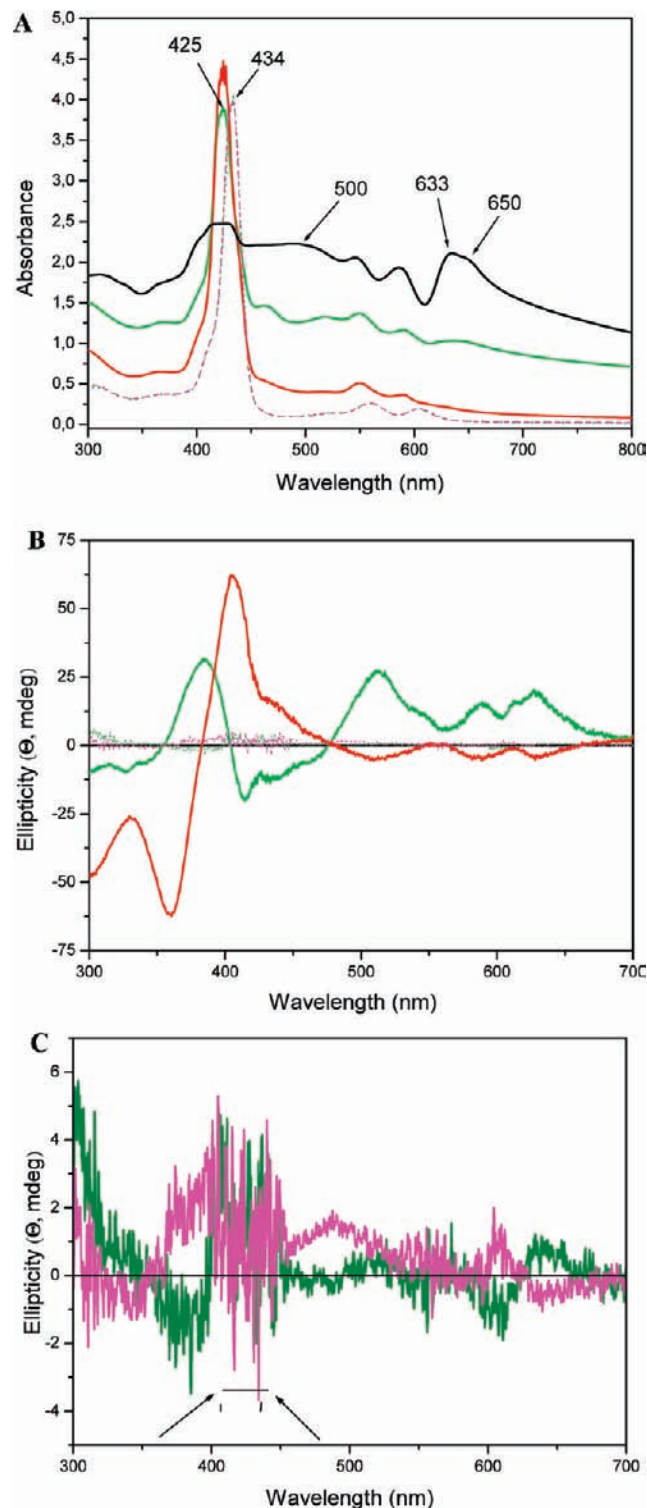 A
5,0
4,5
4,0
3,5
3,0
2,5
2,0
1,5
1,0
0,5
0,0
425
434
500
633
650
Absorbance
300 400 500 600 700 800
Wavelength (nm)
B
75
50
25
0
-25
-50
-75
Ellipticity (Θ, mdeg)
300 400 500 600 700
Wavelength (nm)
C
6
4
2
0
-2
-4
Ellipticity (Θ, mdeg)
300 400 500 600 700
Wavelength (nm)